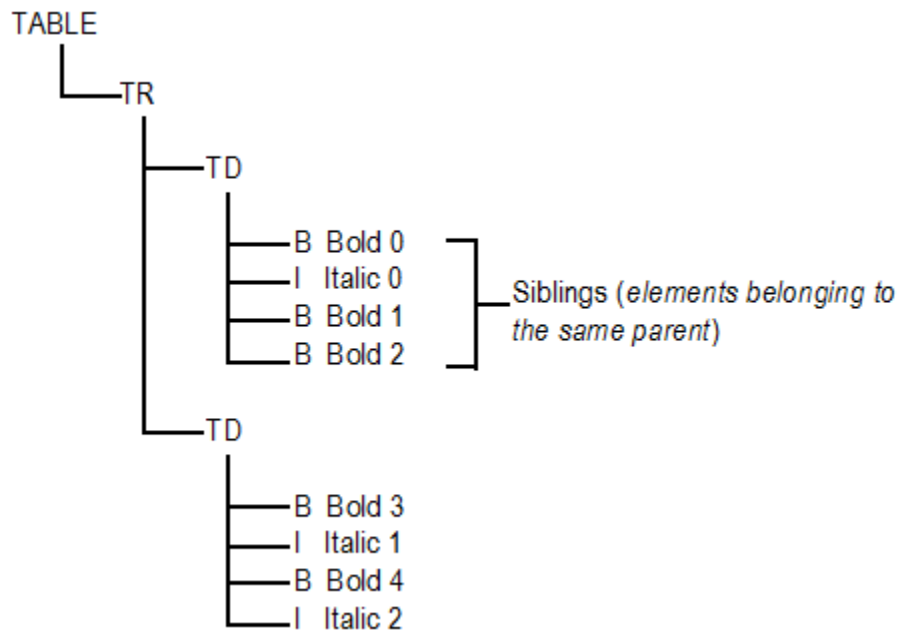 TABLE
TR
TD
B Bold 0
I Italic 0
B Bold 1
B Bold 2
Siblings (elements belonging to
the same parent)
TD
B Bold 3
I Italic 1
B Bold 4
I Italic 2